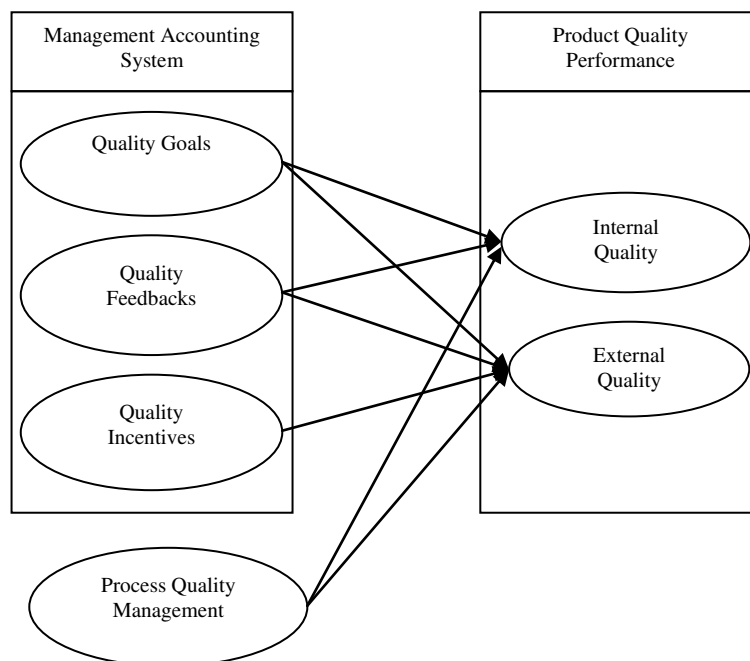 Management Accounting
System
Product Quality
Performance
Quality Goals
Quality
Feedbacks
Quality
Incentives
Process Quality
Management
Internal
Quality
External
Quality